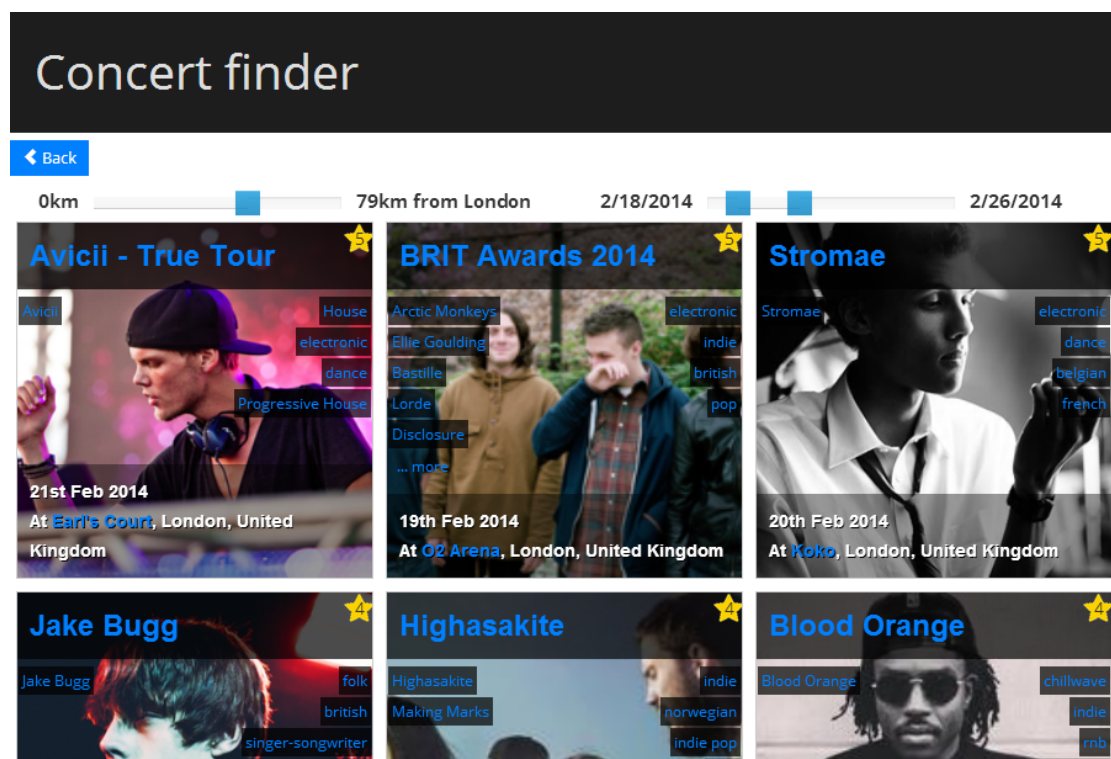 Concert finder
Back
0km 79km from London 2/18/2014 2/26/2014
Avicii - True Tour
5
Avicii
House
electronic
dance
Progressive House
21st Feb 2014
At Earl's Court, London, United
Kingdom
BRIT Awards 2014
5
Arctic Monkeys
Ellie Goulding
Bastille
Lorde
Disclosure
... more
electronic
indie
british
pop
19th Feb 2014
At O2 Arena, London, United Kingdom
Stromae
5
Stromae
electronic
dance
belgian
french
20th Feb 2014
At Koko, London, United Kingdom
Jake Bugg
4
Jake Bugg
folk
british
singer-songwriter
Highasakite
4
Highasakite
Making Marks
indie
norwegian
indie pop
Blood Orange
4
Blood Orange
chillwave
indie
rnb